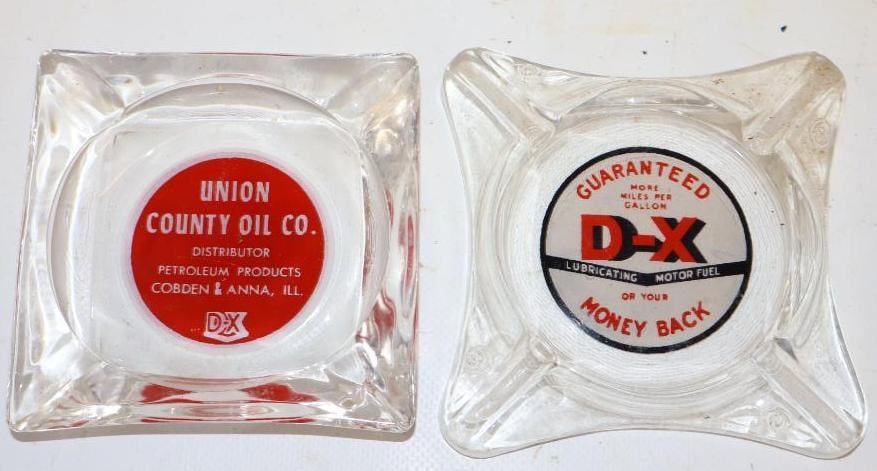 UNION
COUNTY OIL CO.
DISTRIBUTOR
PETROLEUM PRODUCTS
COBDEN & ANNA, ILL.
D-X
GUARANTEED
MORE
MILES PER
GALLON
D-X
LUBRICATING MOTOR FUEL
OR YOUR
MONEY BACK